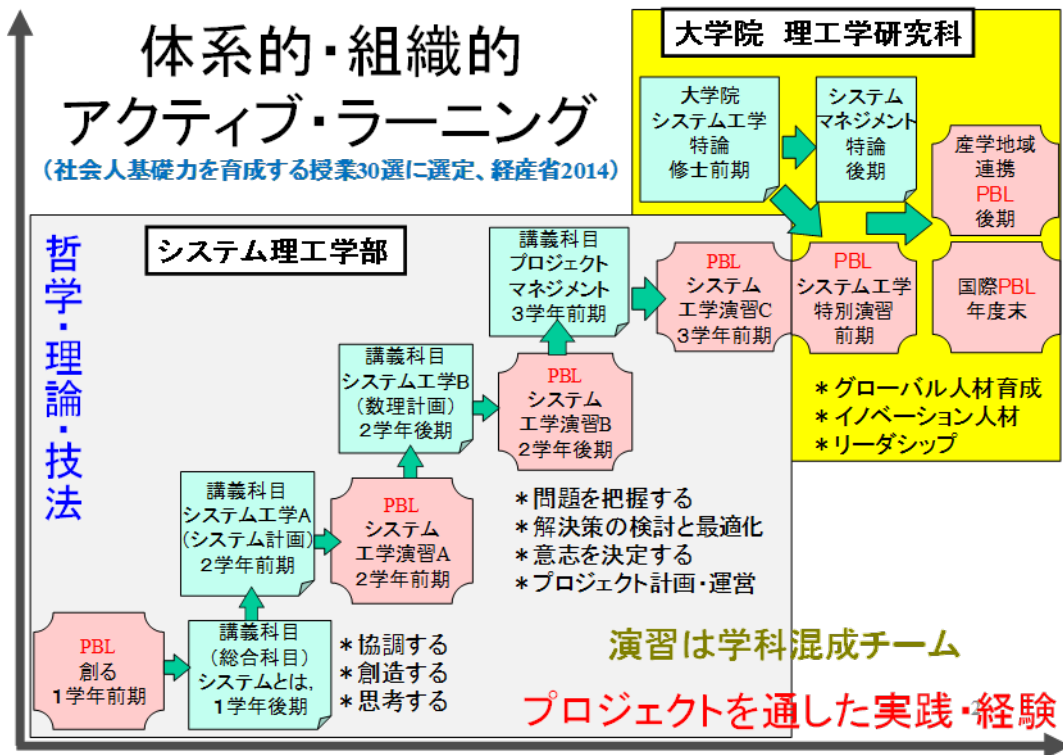 体系的・組織的
アクティブ・ラーニング
(社会人基礎力を育成する授業30選に選定、経産省2014)
大学院 理工学研究科
大学院
システム工学
特論
修士前期
システム
マネジメント
特論
後期
産学地域
連携
PBL
後期
哲学・理論・技法
システム理工学部
講義科目
プロジェクト
マネジメント
3学年前期
PBL
システム
工学演習C
3学年前期
PBL
システム工学
特別演習
前期
国際PBL
年度末
講義科目
システム工学B
(数理計画)
2学年後期
PBL
システム
工学演習B
2学年後期
*グローバル人材育成
*イノベーション人材
*リーダシップ
講義科目
システム工学A
(システム計画)
2学年前期
PBL
システム
工学演習A
2学年前期
*問題を把握する
*解決策の検討と最適化
*意志を決定する
*プロジェクト計画・運営
PBL
創る
1学年前期
講義科目
(総合科目)
システムとは,
1学年後期
*協調する
*創造する
*思考する
演習は学科混成チーム
プロジェクトを通した実践・経験
2